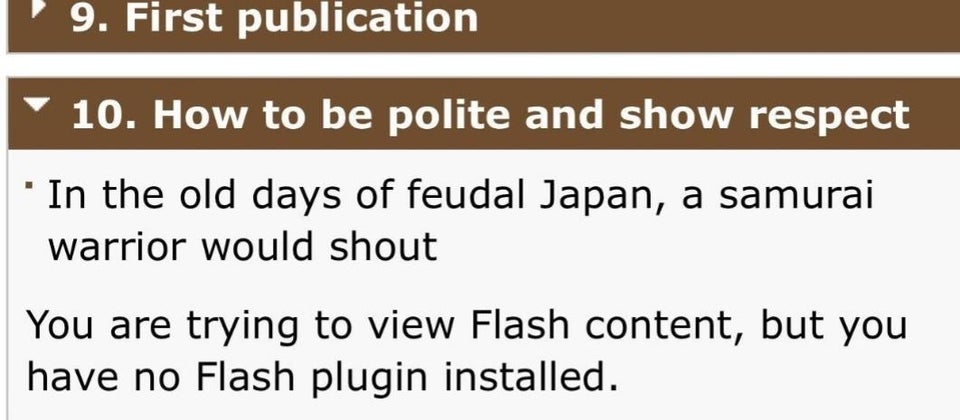 9. First publication
10. How to be polite and show respect
In the old days of feudal Japan, a samurai
warrior would shout
You are trying to view Flash content, but you
have no Flash plugin installed.